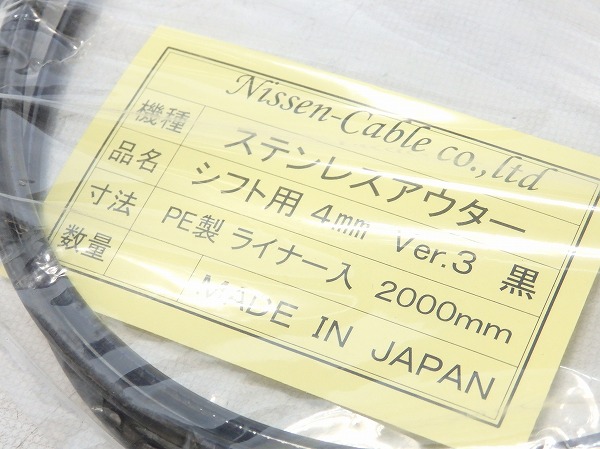 Nissen-Cable co.,ltd
機種 ステンレスアウター
品名 シフト用 4㎜ Ver.3 黒
寸法 PE製 ライナー入 2000mm
数量 MADE IN JAPAN